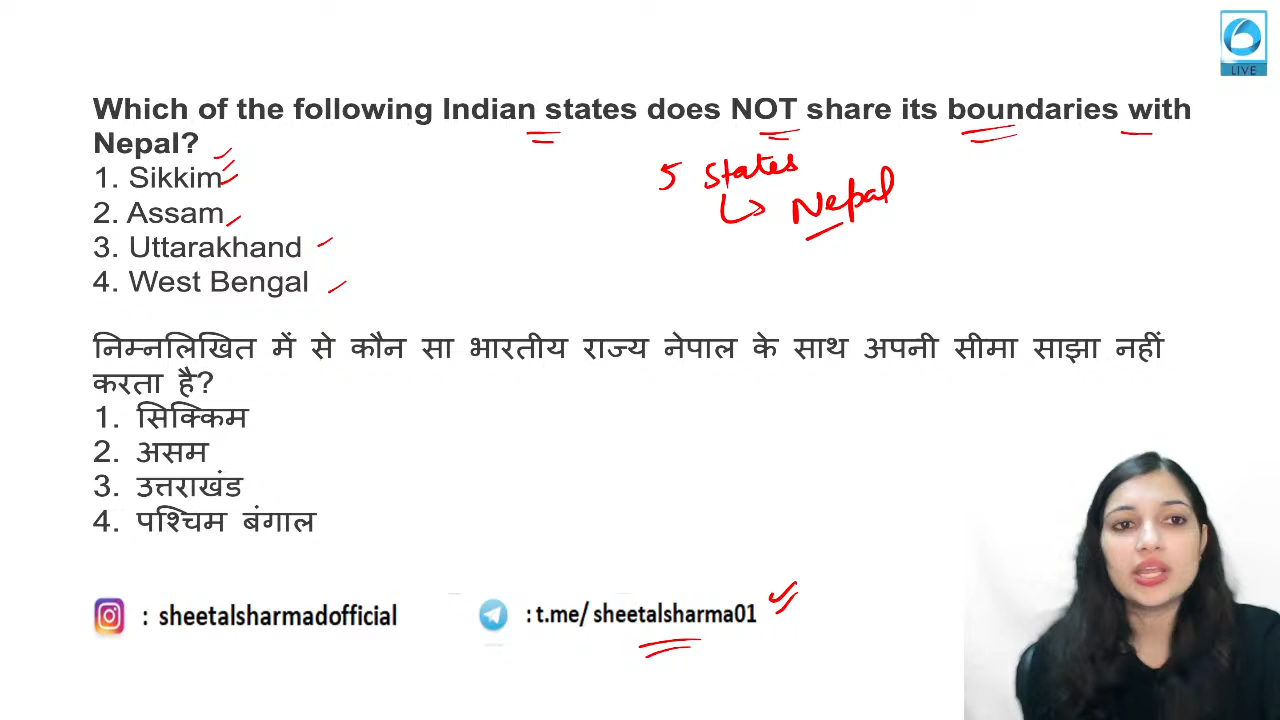 LIVE
Which of the following Indian states does NOT share its boundaries with
Nepal?
5 States
1. Sikkim
Nepal
2. Assam
3. Uttarakhand
4. West Bengal
निम्नलिखित में से कौन सा भारतीय राज्य नेपाल के साथ अपनी सीमा साझा नहीं
करता है?
1. सिक्किम
2. असम
3. उत्तराखंड
4. पश्चिम बंगाल
: sheetalsharmadofficial
: t.me/ sheetalsharma01